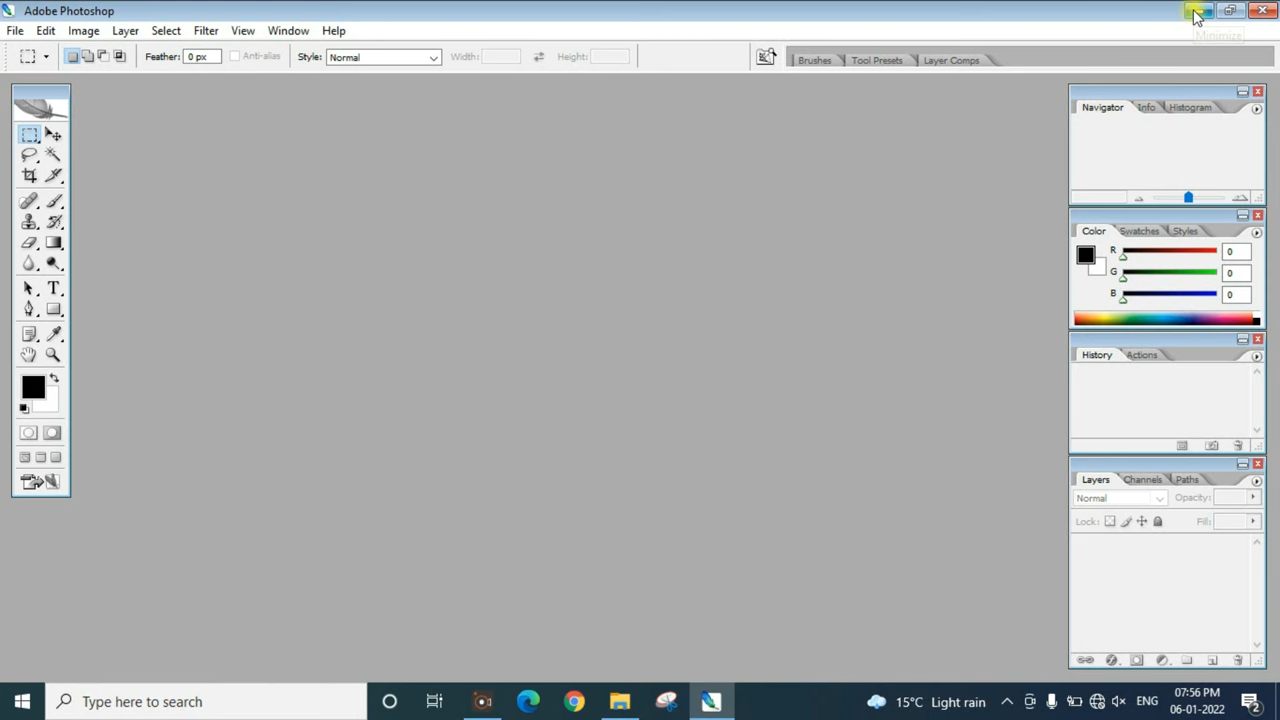 Adobe Photoshop
File Edit Image Layer Select Filter View Window Help
Minimize
Feather: 0 px Anti-alias Style: Normal Width: Height: Brushes Tool Presets Layer Comps
Navigator Info Histogram
Color Swatches Styles
R 0
G 0
B 0
History Actions
Layers Channels Paths
Normal Opacity:
Lock: Fill:
T
Type here to search
15°C Light rain
ENG
07:56 PM
06-01-2022
2